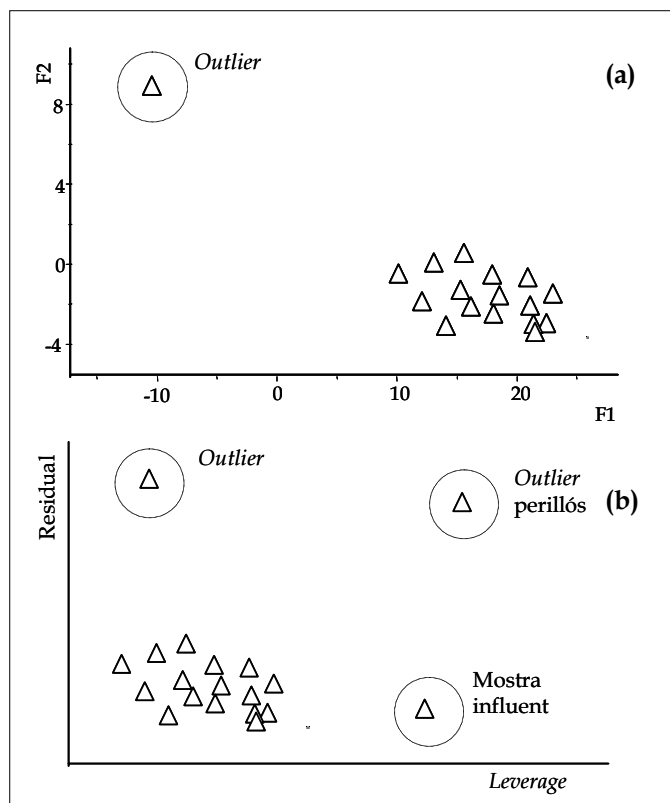 F2
Outlier
(a)
8
4
0
-4
-10
0
10
20
F1
Residual
Outlier
Outlier
perillós
(b)
Mostra
influent
Leverage